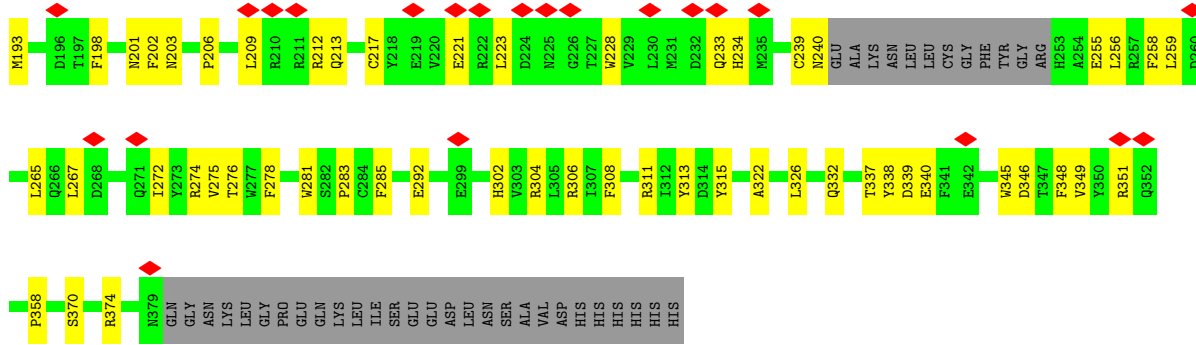 M193 D196 T197 F198 N201 F202 N203 P206 L209 R210 R211 R212 Q213 C217 Y218 E219 V220 E221 R222 L223 D224 N225 G226 T227 W228 V229 L230 M231 D232 Q233 H234 M235 C239 N240 GLU ALA LYS ASN LEU LEU CYS GLY PHE TYR GLY ARG H253 A254 E255 L256 R257 F258 L259 D260
L265 Q266 L267 D268 Q271 I272 Y273 R274 V275 T276 W277 F278 W281 S282 P283 C284 F285 E292 E299 H302 V303 R304 L305 R306 I307 F308 R311 I312 Y313 D314 Y315 A322 L326 Q332 T337 Y338 D339 E340 F341 E342 W345 D346 T347 F348 V349 Y350 R351 Q352
P358 S370 R374 N379 GLN GLY ASN LYS LEU GLY PRO GLU GLN LYS LEU ILE SER GLU GLU ASP LEU ASN SER ALA VAL ASP HIS HIS HIS HIS HIS HIS